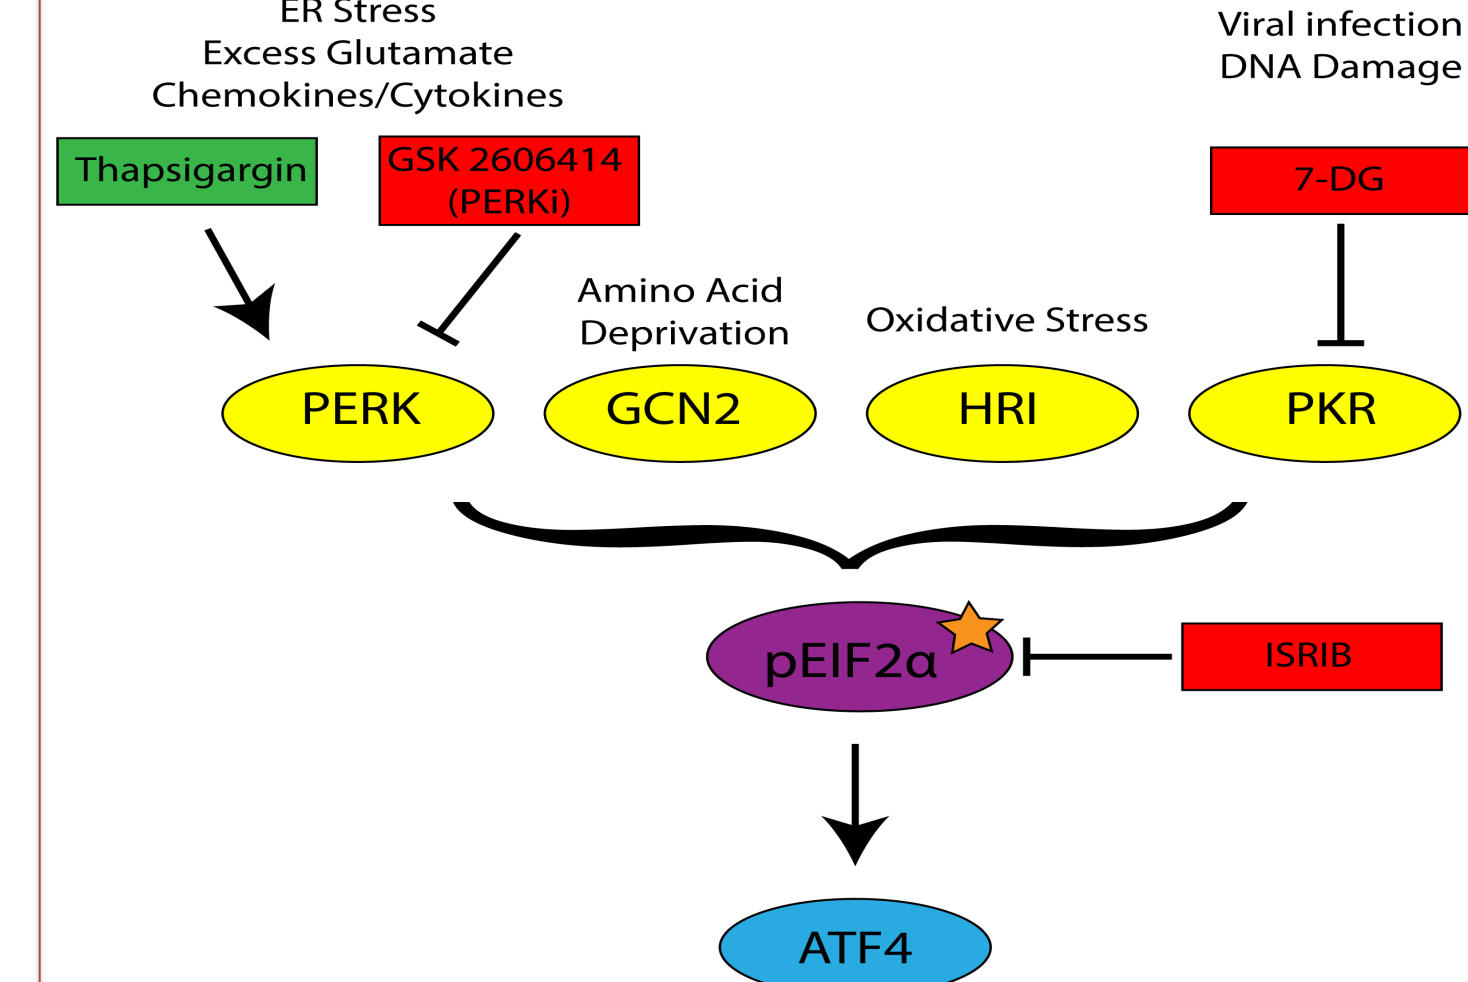 ER Stress
Excess Glutamate
Chemokines/Cytokines
Viral infection
DNA Damage
Thapsigargin
GSK 2606414
(PERKi)
7-DG
Amino Acid
Deprivation
Oxidative Stress
PERK
GCN2
HRI
PKR
pEIF2α
ISRIB
ATF4